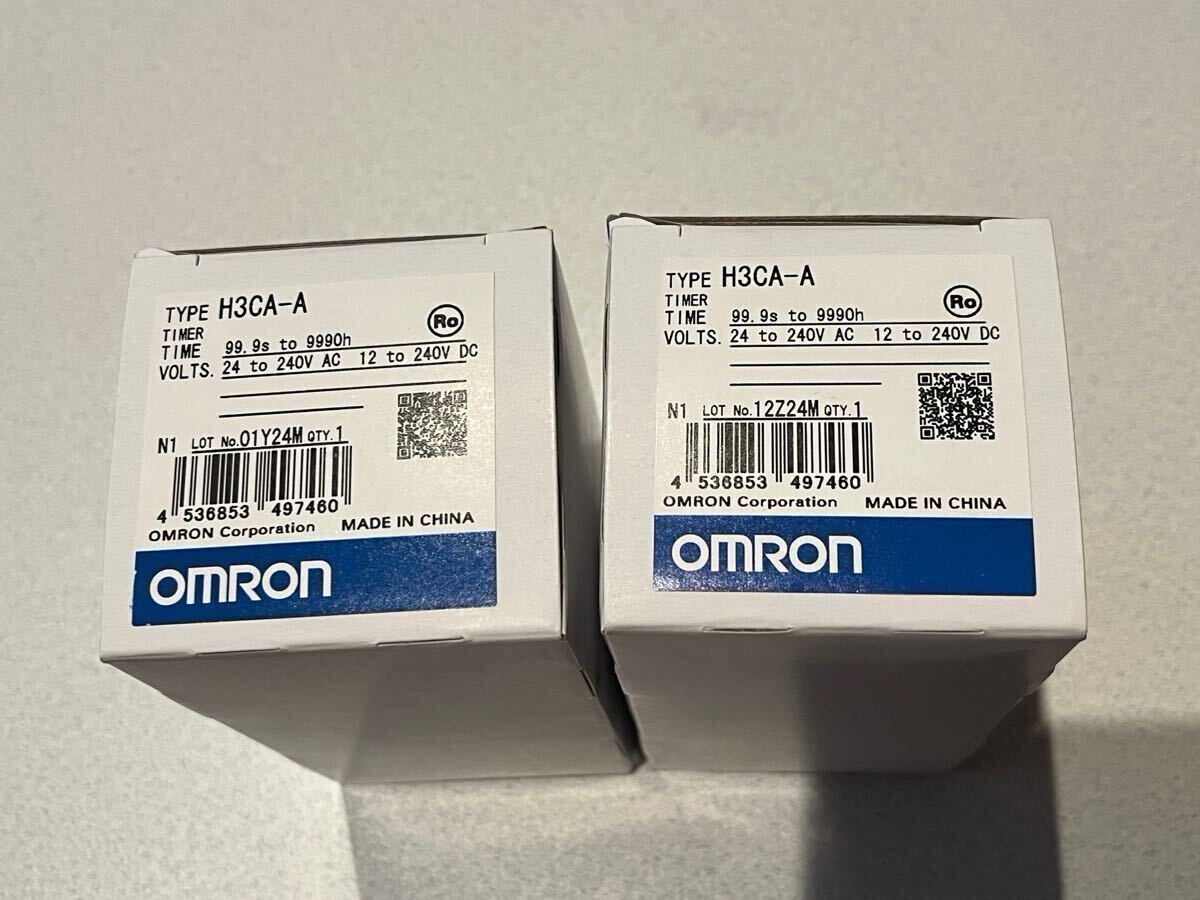 TYPE H3CA-A
TIMER
TIME 99.9s to 9990h
VOLTS. 24 to 240V AC 12 to 240V DC
Ro
N1 LOT No.01Y24M QTY.1
4 536853 497460
OMRON Corporation MADE IN CHINA
OMRON
TYPE H3CA-A
TIMER
TIME 99.9s to 9990h
VOLTS. 24 to 240V AC 12 to 240V DC
Ro
N1 LOT No.12Z24M QTY.1
4 536853 497460
OMRON Corporation MADE IN CHINA
OMRON